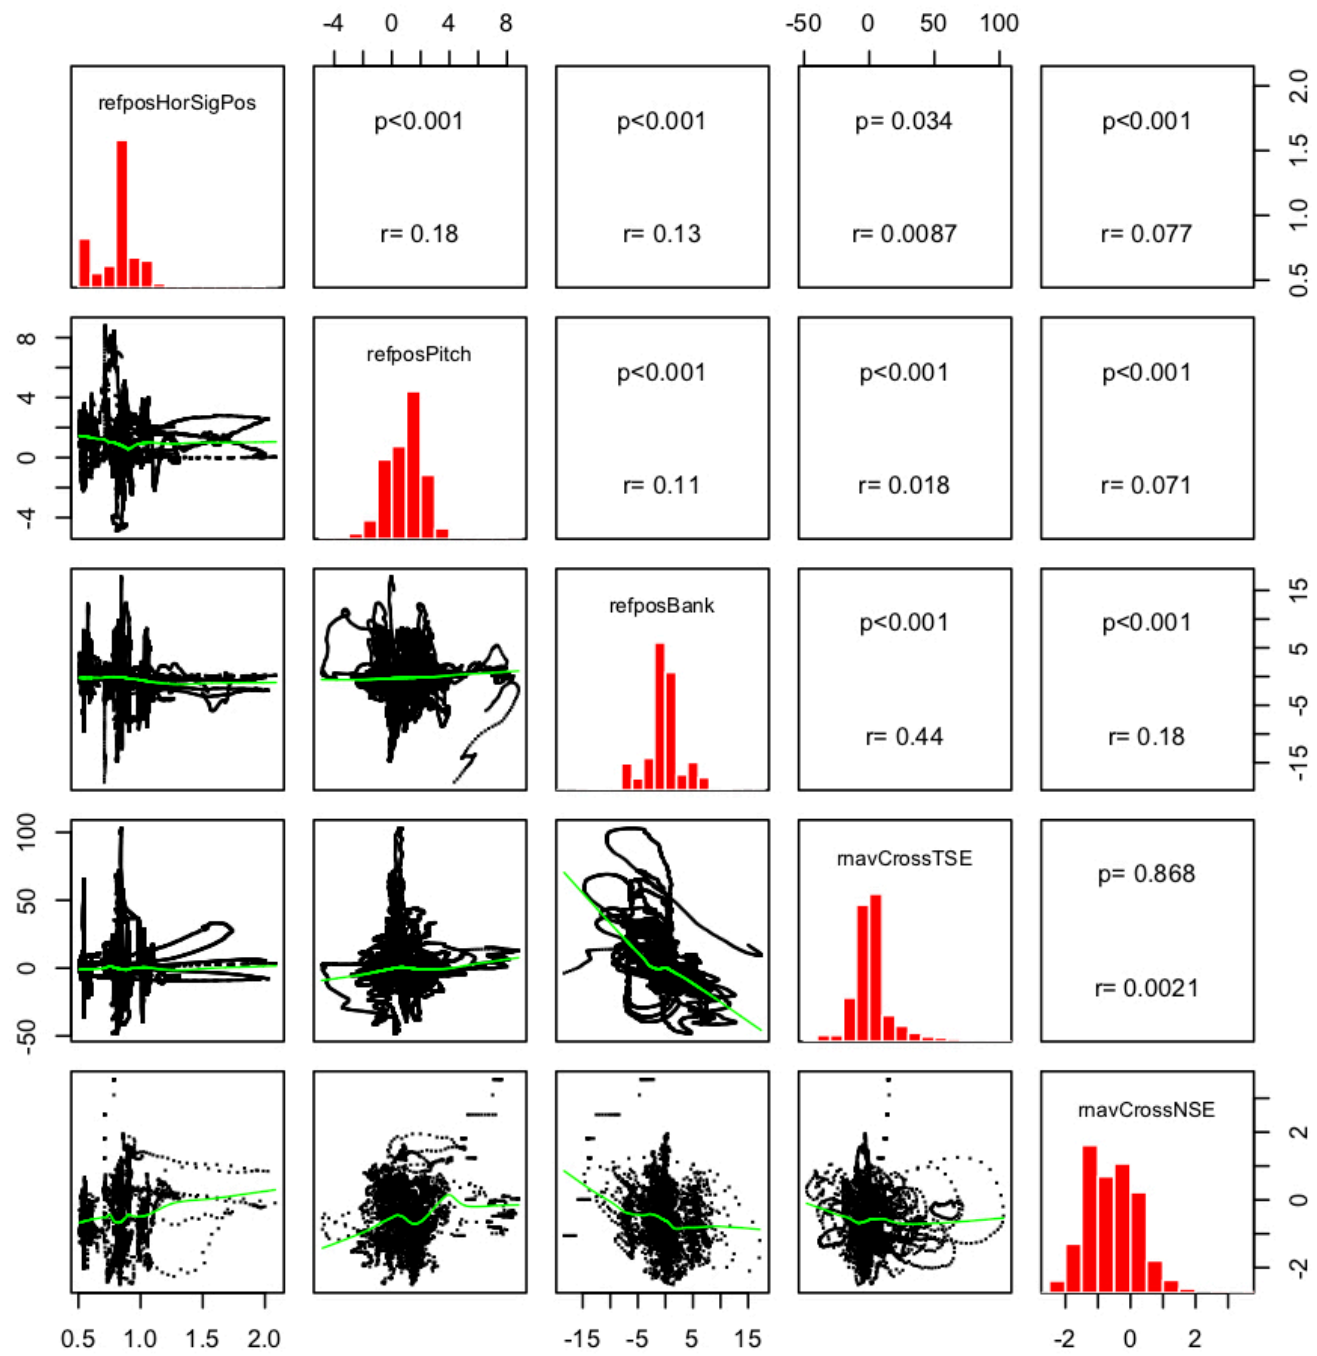 -4 0 4 8 -50 0 50 100
refposHorSigPos
p<0.001
p<0.001
p= 0.034
p<0.001
r= 0.18
r= 0.13
r= 0.0087
r= 0.077
0.5 1.0 1.5 2.0
-4 0 4 8
refposPitch
p<0.001
p<0.001
p<0.001
r= 0.11
r= 0.018
r= 0.071
refposBank
p<0.001
p<0.001
r= 0.44
r= 0.18
-15 -5 5 15
-50 0 50 100
rnavCrossTSE
p= 0.868
r= 0.0021
rnavCrossNSE
-2 0 2
0.5 1.0 1.5 2.0 -15 -5 5 15 -2 0 2